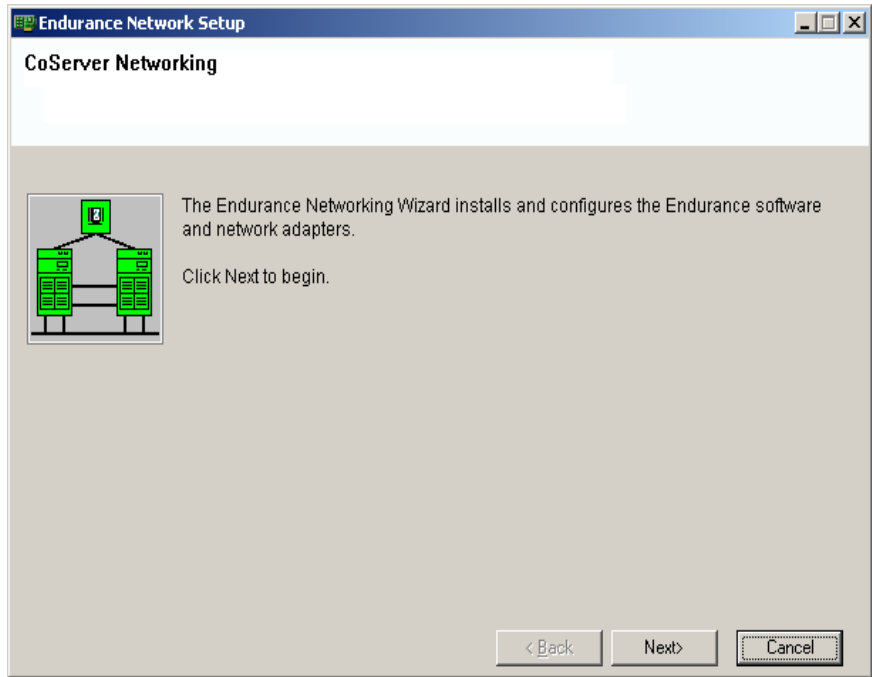 Endurance Network Setup
CoServer Networking
The Endurance Networking Wizard installs and configures the Endurance software
and network adapters.
Click Next to begin.
< Back
Next>
Cancel